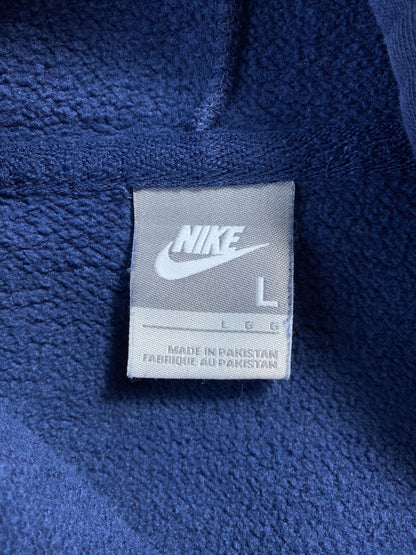 NIKE
L
L G G
MADE IN PAKISTAN
FABRIQUE AU PAKISTAN